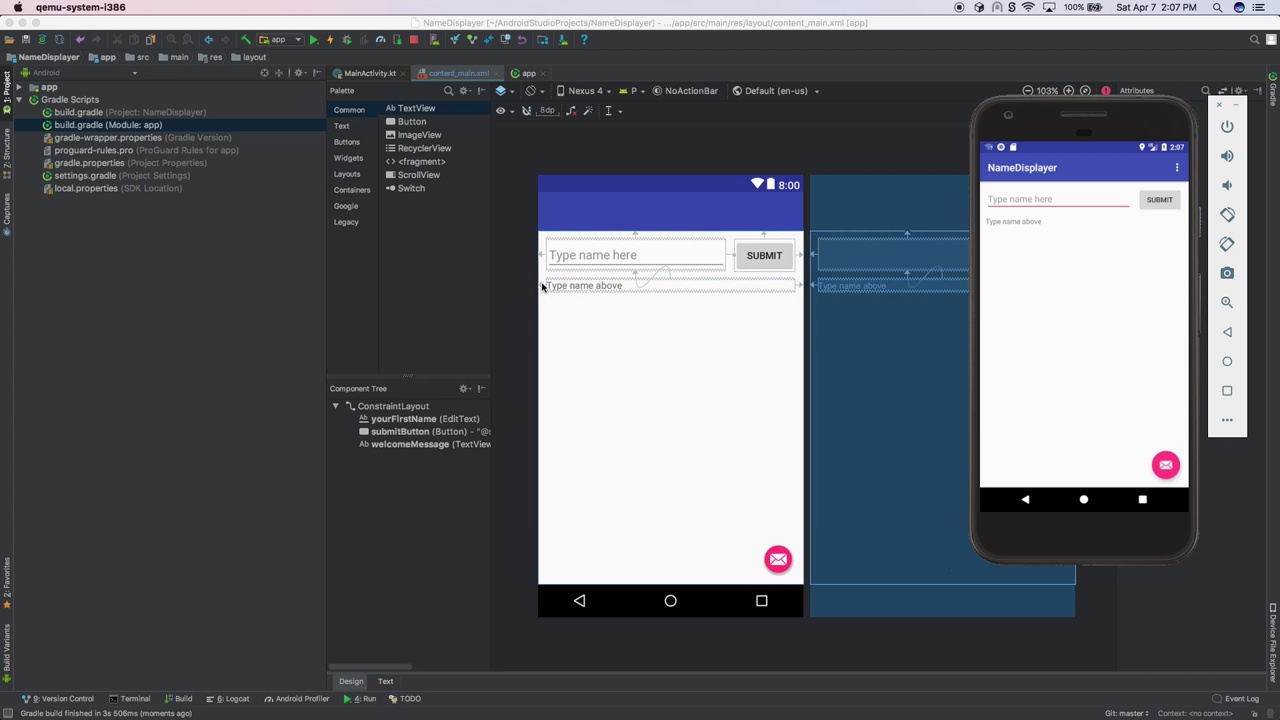 qemu-system-i386
100%
Sat Apr 7 2:07 PM
NameDisplayer [~/AndroidStudioProjects/NameDisplayer] - .../app/src/main/res/layout/content_main.xml [app]
app
NameDisplayer
app
src
main
res
layout
Android
MainActivity.kt
content_main.xml
app
1: Project
Z: Structure
Captures
2: Favorites
Build Variants
app
Gradle Scripts
build.gradle (Project: NameDisplayer)
build.gradle (Module: app)
gradle-wrapper.properties (Gradle Version)
proguard-rules.pro (ProGuard Rules for app)
gradle.properties (Project Properties)
settings.gradle (Project Settings)
local.properties (SDK Location)
Palette
Common
Text
Buttons
Widgets
Layouts
Containers
Google
Legacy
Ab TextView
Button
ImageView
RecyclerView
<> <fragment>
ScrollView
Switch
Component Tree
ConstraintLayout
Ab yourFirstName (EditText)
submitButton (Button) - "@s
Ab welcomeMessage (TextView
Nexus 4
P
NoActionBar
Default (en-us)
103%
Attributes
8dp
8:00
Type name here
SUBMIT
Type name above
Type name above
2:07
NameDisplayer
Type name here
SUBMIT
Type name above
Gradle
Device File Explorer
Design
Text
9: Version Control
Terminal
Build
6: Logcat
Android Profiler
4: Run
TODO
Event Log
Gradle build finished in 3s 506ms (moments ago)
Git: master
Context: <no context>